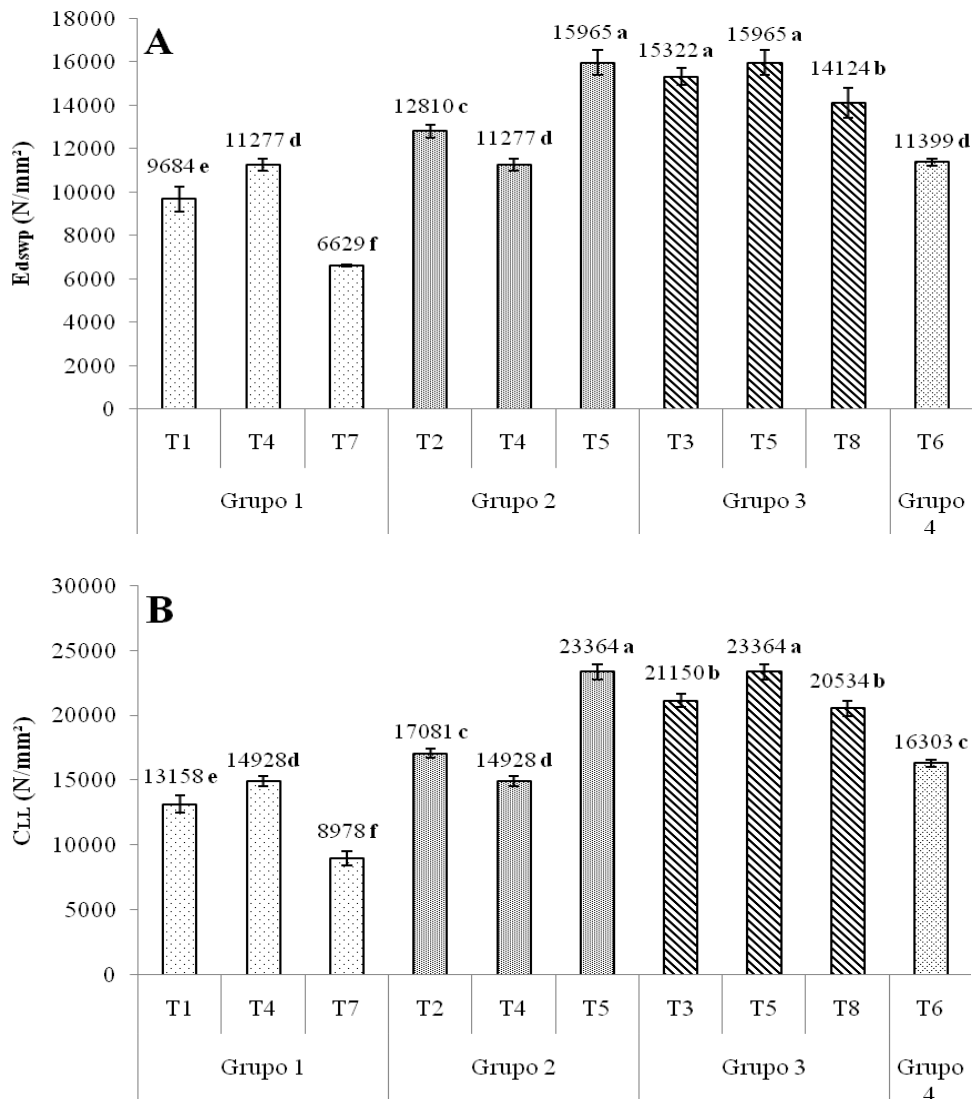 A
Edswp (N/mm²)
18000
16000
14000
12000
10000
8000
6000
4000
2000
0
9684 e
11277 d
6629 f
12810 c
11277 d
15965 a
15322 a
15965 a
14124 b
11399 d
T1 T4 T7 T2 T4 T5 T3 T5 T8 T6
Grupo 1 Grupo 2 Grupo 3 Grupo
4
B
CLL (N/mm²)
30000
25000
20000
15000
10000
5000
0
13158 e
14928d
8978 f
17081 c
14928 d
23364 a
21150 b
23364 a
20534 b
16303 c
T1 T4 T7 T2 T4 T5 T3 T5 T8 T6
Grupo 1 Grupo 2 Grupo 3 Grupo
4